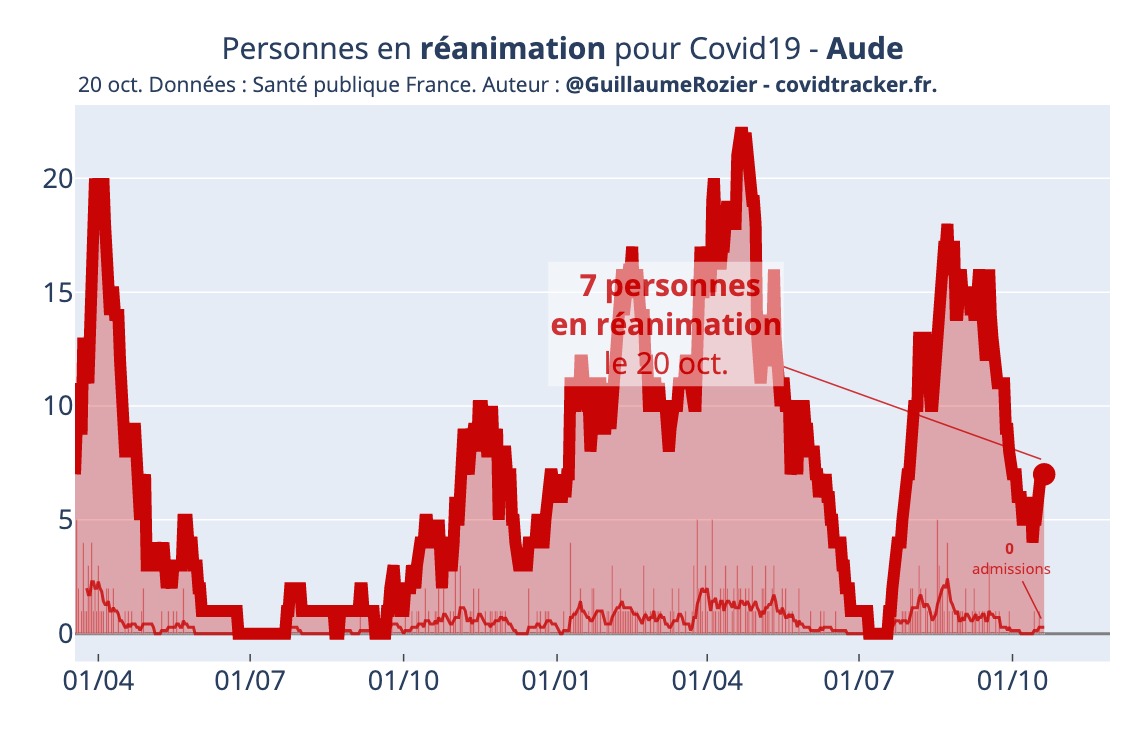 Personnes en réanimation pour Covid19 - Aude
20 oct. Données : Santé publique France. Auteur : @GuillaumeRozier - covidtracker.fr.
20
15
10
5
0
7 personnes
en réanimation
le 20 oct.
0
admissions
01/04 01/07 01/10 01/01 01/04 01/07 01/10